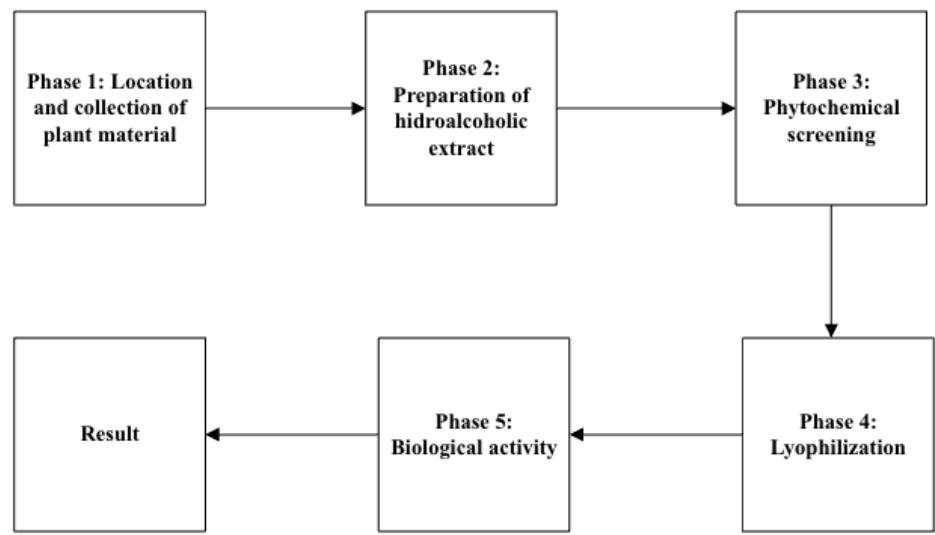 Phase 1: Location
and collection of
plant material
Phase 2:
Preparation of
hidroalcoholic
extract
Phase 3:
Phytochemical
screening
Phase 4:
Lyophilization
Phase 5:
Biological activity
Result